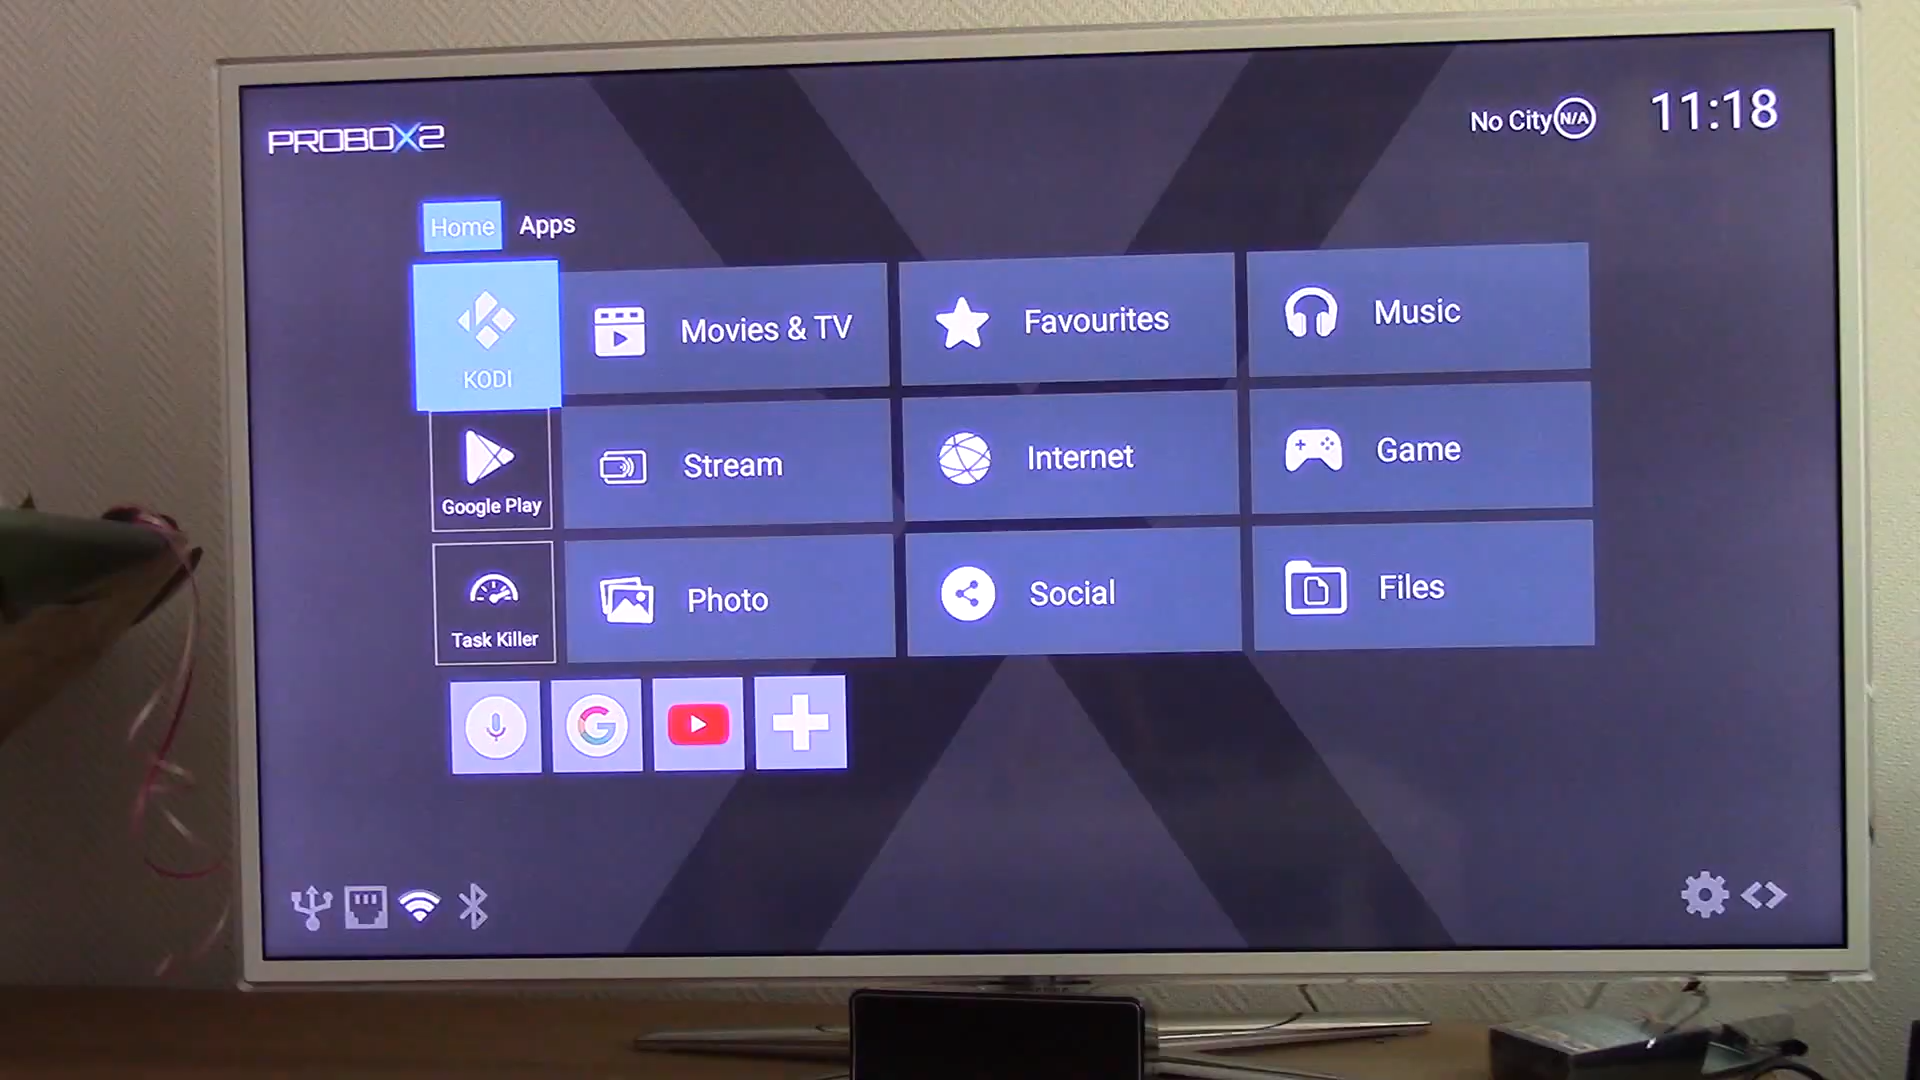 PROBOX2
No City N/A 11:18
Home Apps
KODI
Movies & TV
Favourites
Music
Google Play
Stream
Internet
Game
Task Killer
Photo
Social
Files
G